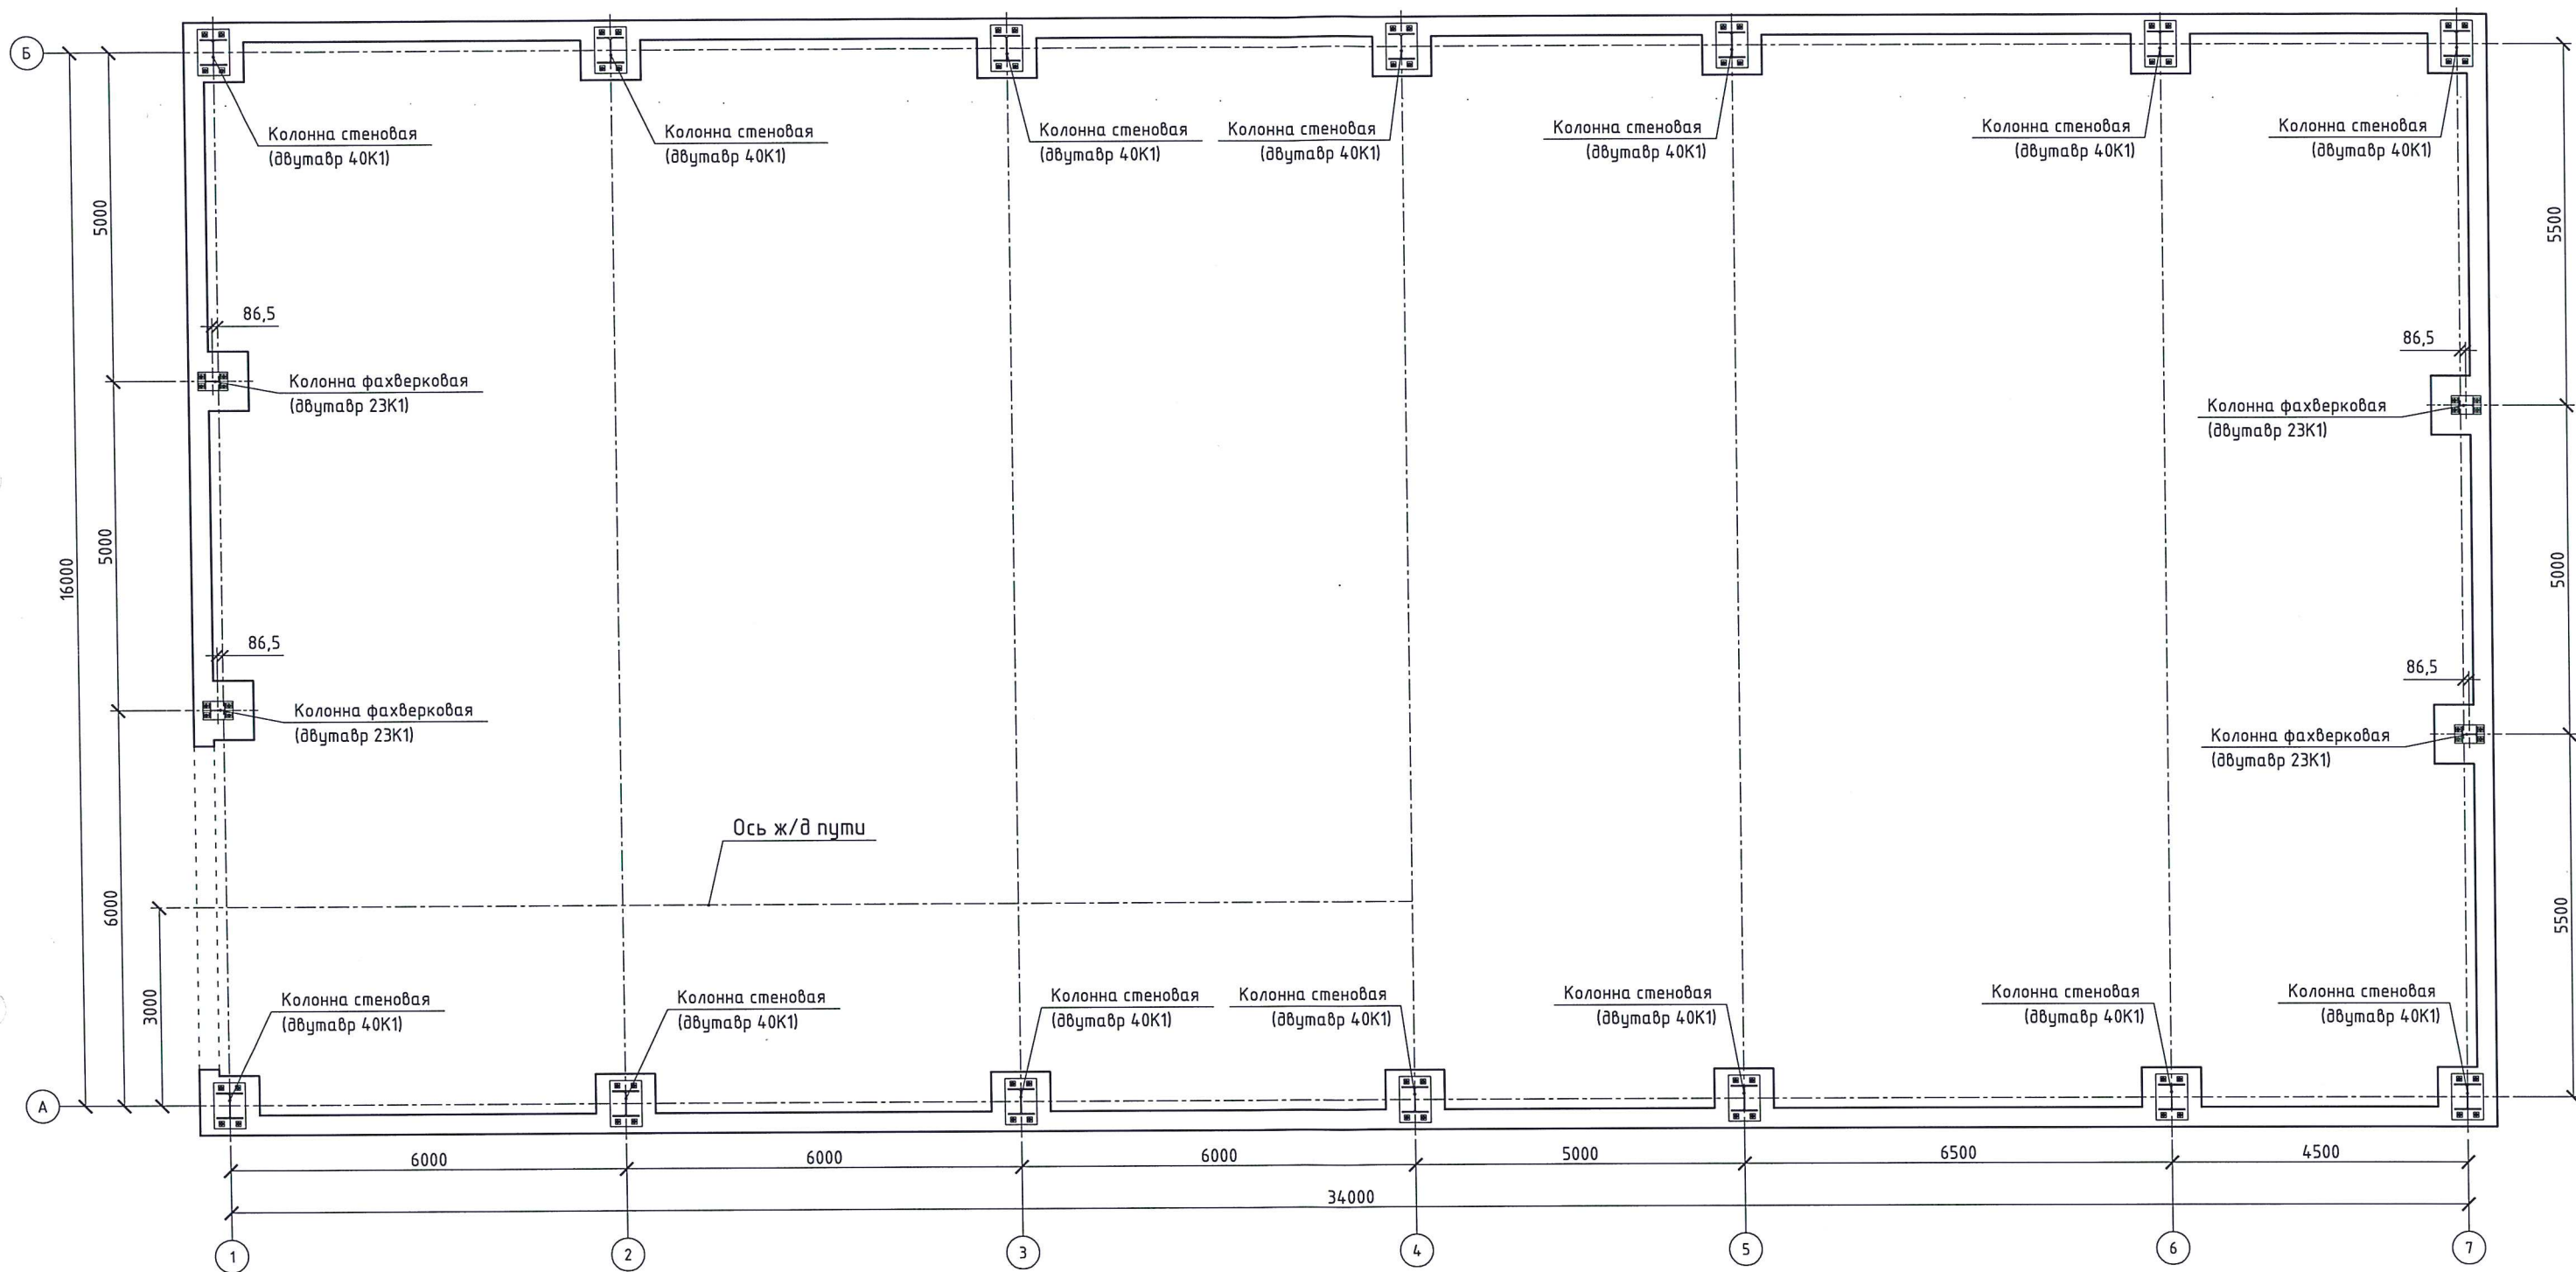 Б
Колонна стеновая
(двутавр 40К1)
Колонна стеновая
(двутавр 40К1)
Колонна стеновая
(двутавр 40К1)
Колонна стеновая
(двутавр 40К1)
Колонна стеновая
(двутавр 40К1)
Колонна стеновая
(двутавр 40К1)
Колонна стеновая
(двутавр 40К1)
5000
5500
86,5
86,5
Колонна фахверковая
(двутавр 23К1)
Колонна фахверковая
(двутавр 23К1)
16000
5000
5000
86,5
86,5
Колонна фахверковая
(двутавр 23К1)
Колонна фахверковая
(двутавр 23К1)
Ось ж/д пути
6000
5500
3000
Колонна стеновая
(двутавр 40К1)
Колонна стеновая
(двутавр 40К1)
Колонна стеновая
(двутавр 40К1)
Колонна стеновая
(двутавр 40К1)
Колонна стеновая
(двутавр 40К1)
Колонна стеновая
(двутавр 40К1)
Колонна стеновая
(двутавр 40К1)
А
6000
6000
6000
5000
6500
4500
34000
1
2
3
4
5
6
7